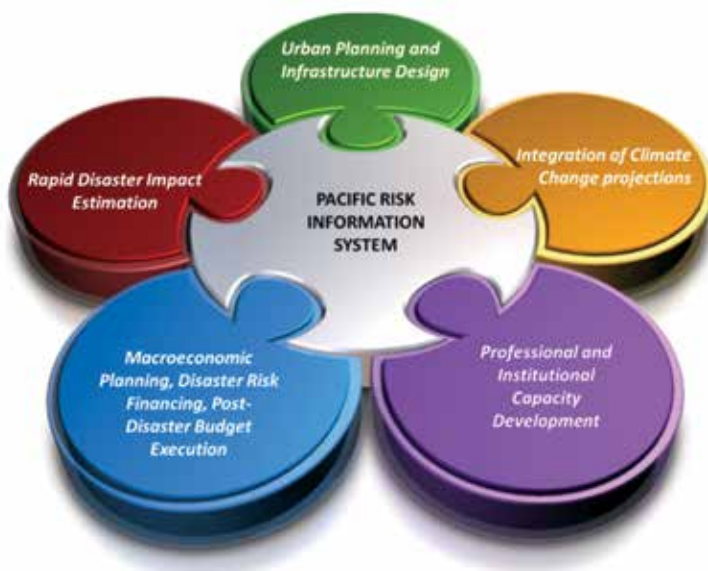 Urban Planning and
Infrastructure Design
Rapid Disaster Impact
Estimation
Integration of Climate
Change projections
PACIFIC RISK
INFORMATION
SYSTEM
Macroeconomic
Planning, Disaster Risk
Financing, Post-
Disaster Budget
Execution
Professional and
Institutional
Capacity
Development